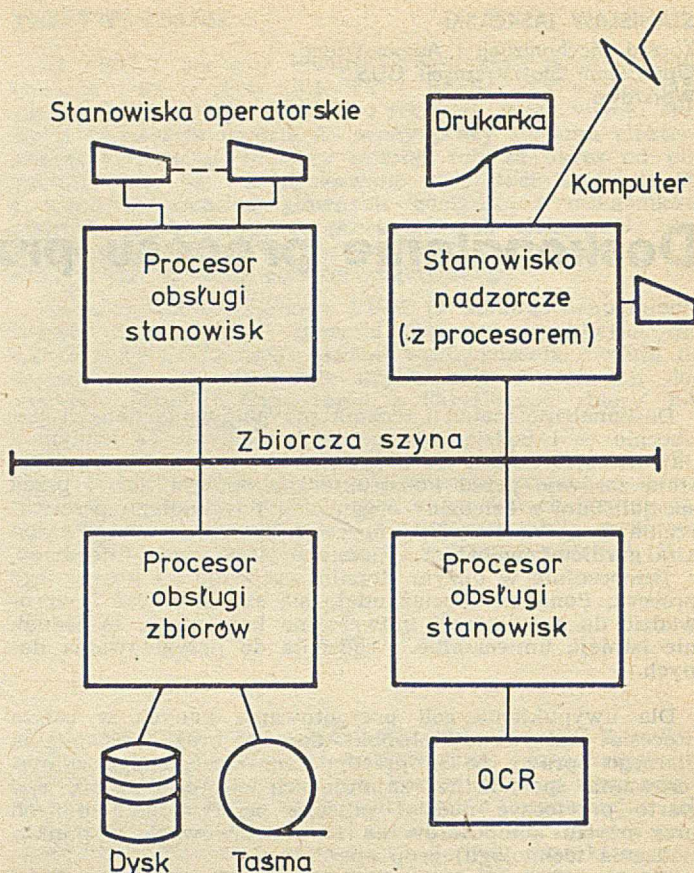 Stanowiska operatorskie
Drukarka
Komputer
Procesor
obsługi
stanowisk
Stanowisko
nadzorcze
(z procesorem)
Zbiorcza szyna
Procesor
obsługi
zbiorów
Procesor
obsługi
stanowisk
OCR
Dysk
Taśma